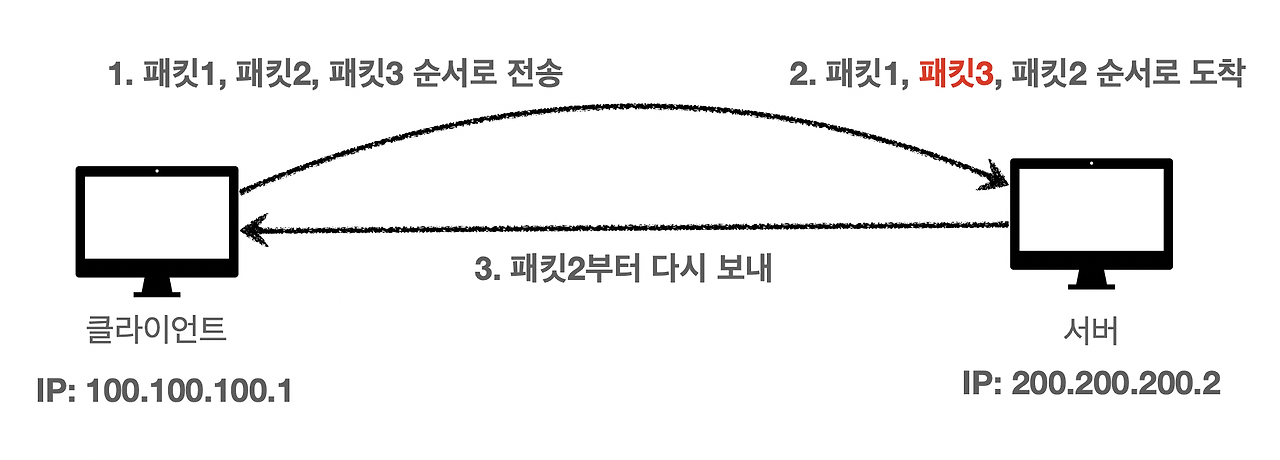 1. 패킷1, 패킷2, 패킷3 순서로 전송
2. 패킷1, 패킷3, 패킷2 순서로 도착
3. 패킷2부터 다시 보내
클라이언트
서버
IP: 100.100.100.1
IP: 200.200.200.2